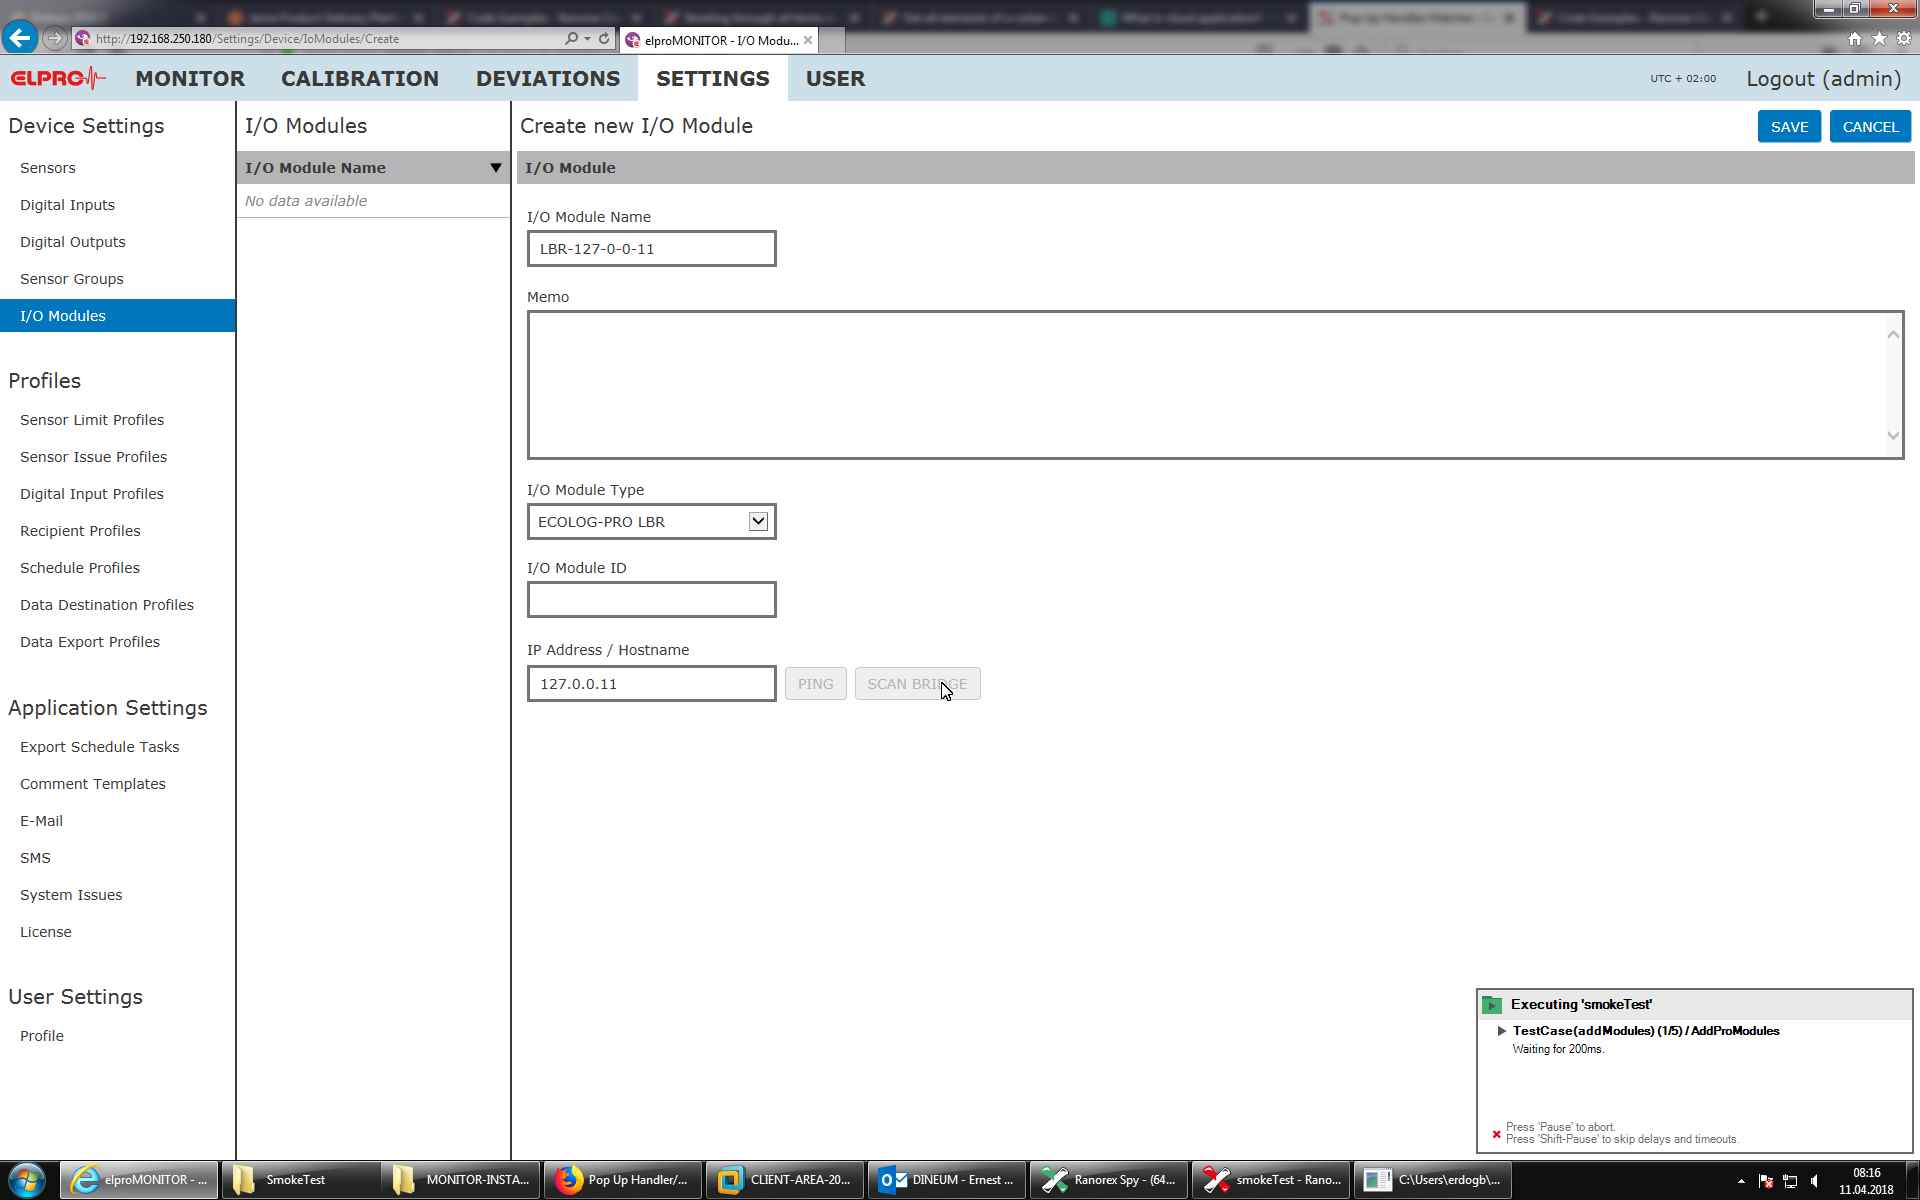 http://192.168.250.180/Settings/Device/IoModules/Create
elproMONITOR - I/O Modu...
ELPRO
MONITOR
CALIBRATION
DEVIATIONS
SETTINGS
USER
UTC + 02:00
Logout (admin)
Device Settings
Sensors
Digital Inputs
Digital Outputs
Sensor Groups
I/O Modules
Profiles
Sensor Limit Profiles
Sensor Issue Profiles
Digital Input Profiles
Recipient Profiles
Schedule Profiles
Data Destination Profiles
Data Export Profiles
Application Settings
Export Schedule Tasks
Comment Templates
E-Mail
SMS
System Issues
License
User Settings
Profile
I/O Modules
I/O Module Name
No data available
Create new I/O Module
SAVE
CANCEL
I/O Module
I/O Module Name
LBR-127-0-0-11
Memo
I/O Module Type
ECOLOG-PRO LBR
I/O Module ID
IP Address / Hostname
127.0.0.11
PING
SCAN BRIDGE
Executing 'smokeTest'
TestCase(addModules) (1/5) / AddProModules
Waiting for 200ms.
Press 'Pause' to abort.
Press 'Shift-Pause' to skip delays and timeouts.
elproMONITOR - ...
SmokeTest
MONITOR-INSTA...
Pop Up Handler/...
CLIENT-AREA-20...
DINEUM - Ernest ...
Ranorex Spy - (64...
smokeTest - Rano...
C:\Users\erdogb\...
08:16
11.04.2018